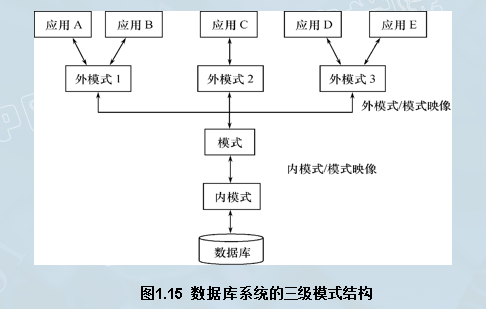 应用 A
应用 B
应用 C
应用 D
应用 E
外模式 1
外模式 2
外模式 3
外模式/模式映像
模式
内模式/模式映像
内模式
数据库
图1.15 数据库系统的三级模式结构